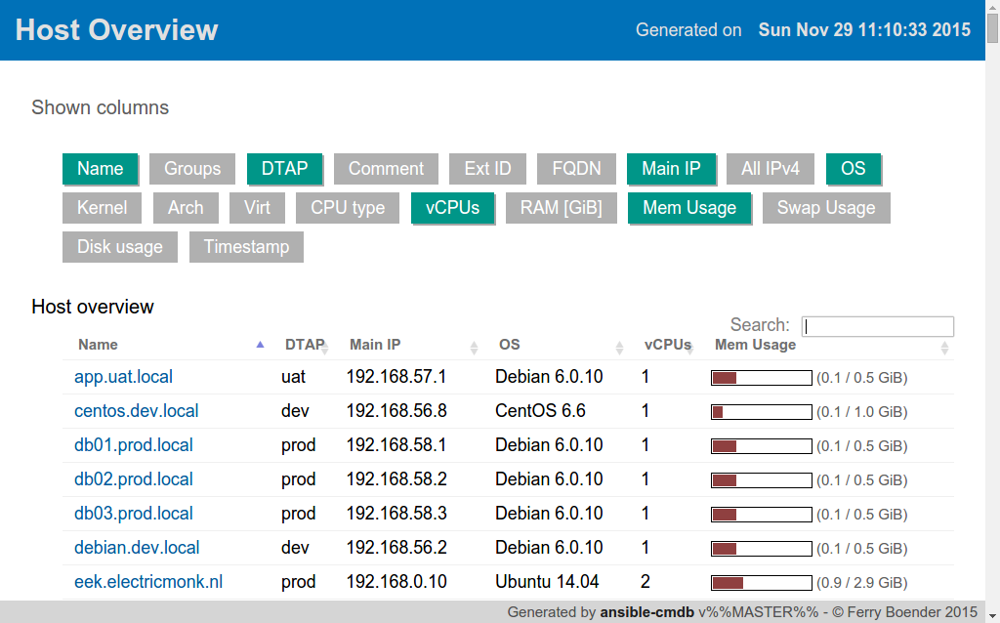 Host Overview Generated on Sun Nov 29 11:10:33 2015
Shown columns
Name Groups DTAP Comment Ext ID FQDN Main IP All IPv4 OS
Kernel Arch Virt CPU type vCPUs RAM [GiB] Mem Usage Swap Usage
Disk usage Timestamp
Host overview
Search:
Name DTAP Main IP OS vCPUs Mem Usage
app.uat.local uat 192.168.57.1 Debian 6.0.10 1 (0.1 / 0.5 GiB)
centos.dev.local dev 192.168.56.8 CentOS 6.6 1 (0.1 / 1.0 GiB)
db01.prod.local prod 192.168.58.1 Debian 6.0.10 1 (0.1 / 0.5 GiB)
db02.prod.local prod 192.168.58.2 Debian 6.0.10 1 (0.1 / 0.5 GiB)
db03.prod.local prod 192.168.58.3 Debian 6.0.10 1 (0.1 / 0.5 GiB)
debian.dev.local dev 192.168.56.2 Debian 6.0.10 1 (0.1 / 0.5 GiB)
eek.electricmonk.nl prod 192.168.0.10 Ubuntu 14.04 2 (0.9 / 2.9 GiB)
Generated by ansible-cmdb v%%MASTER%% - © Ferry Boender 2015